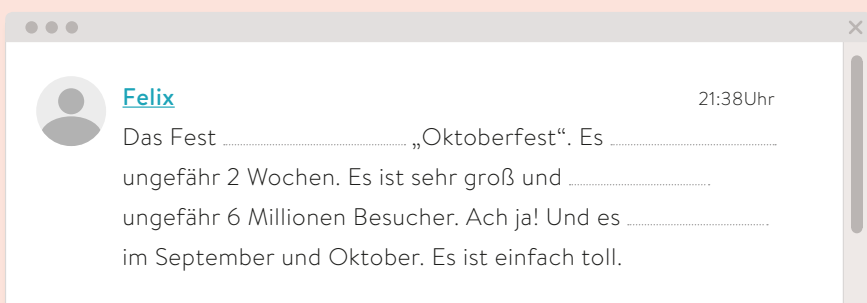 Felix
21:38Uhr
Das Fest ........................ „Oktoberfest“. Es ........................
ungefähr 2 Wochen. Es ist sehr groß und ........................
ungefähr 6 Millionen Besucher. Ach ja! Und es ........................
im September und Oktober. Es ist einfach toll.